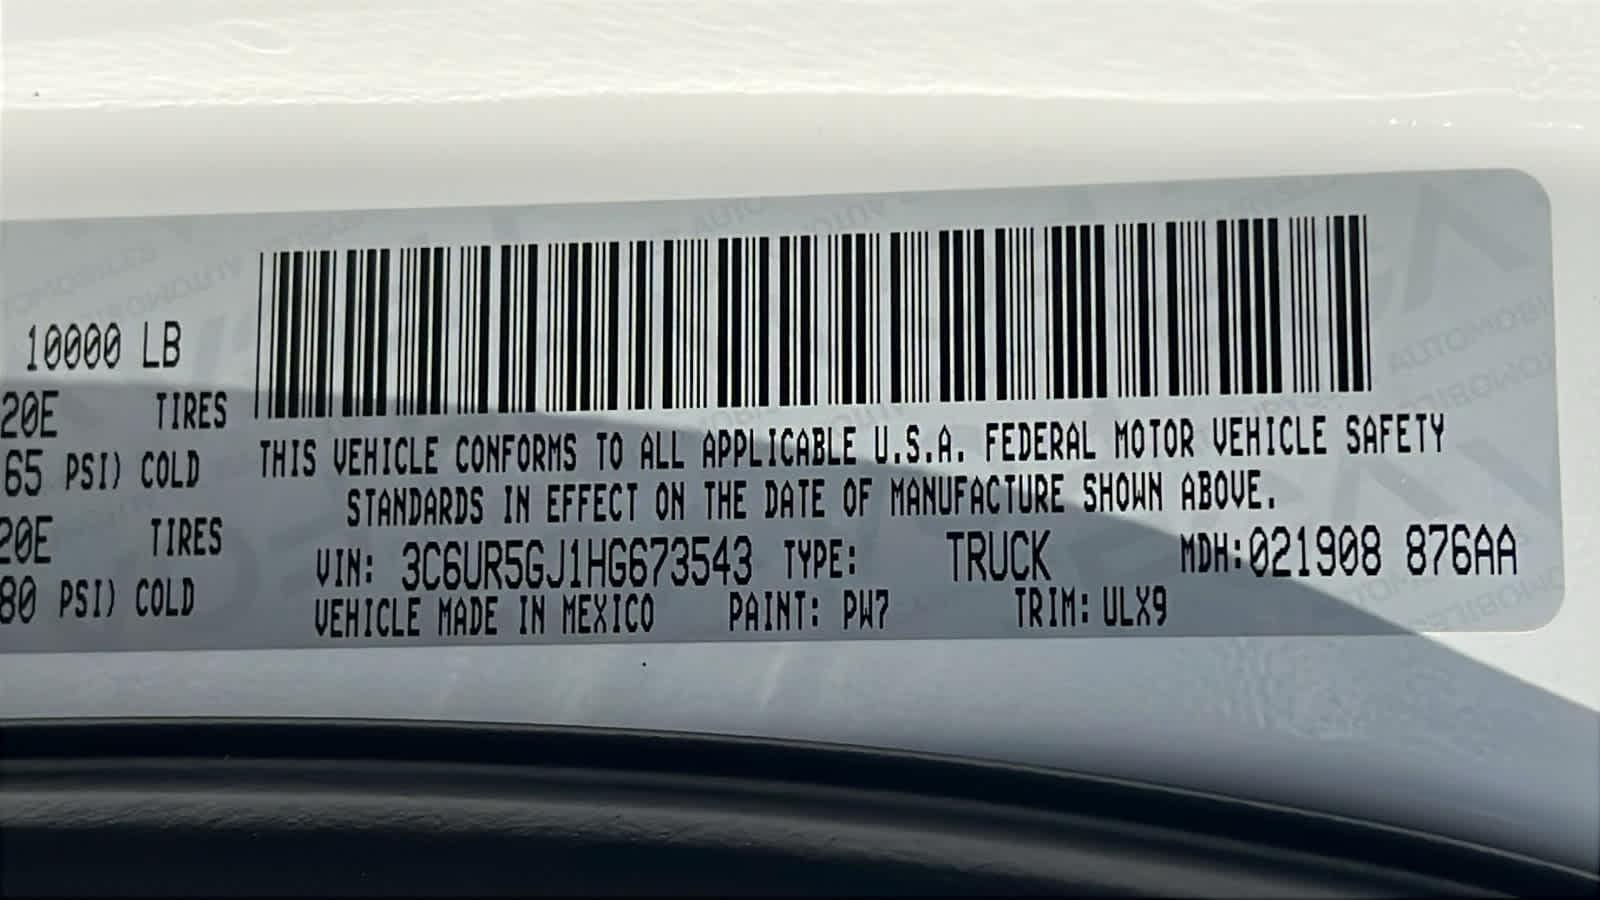 10000 LB
20E TIRES
65 PSI) COLD
20E TIRES
80 PSI) COLD
THIS VEHICLE CONFORMS TO ALL APPLICABLE U.S.A. FEDERAL MOTOR VEHICLE SAFETY
STANDARDS IN EFFECT ON THE DATE OF MANUFACTURE SHOWN ABOVE.
VIN: 3C6UR5GJ1HG673543 TYPE: TRUCK MDH:021908 876AA
VEHICLE MADE IN MEXICO PAINT: PW7 TRIM: ULX9